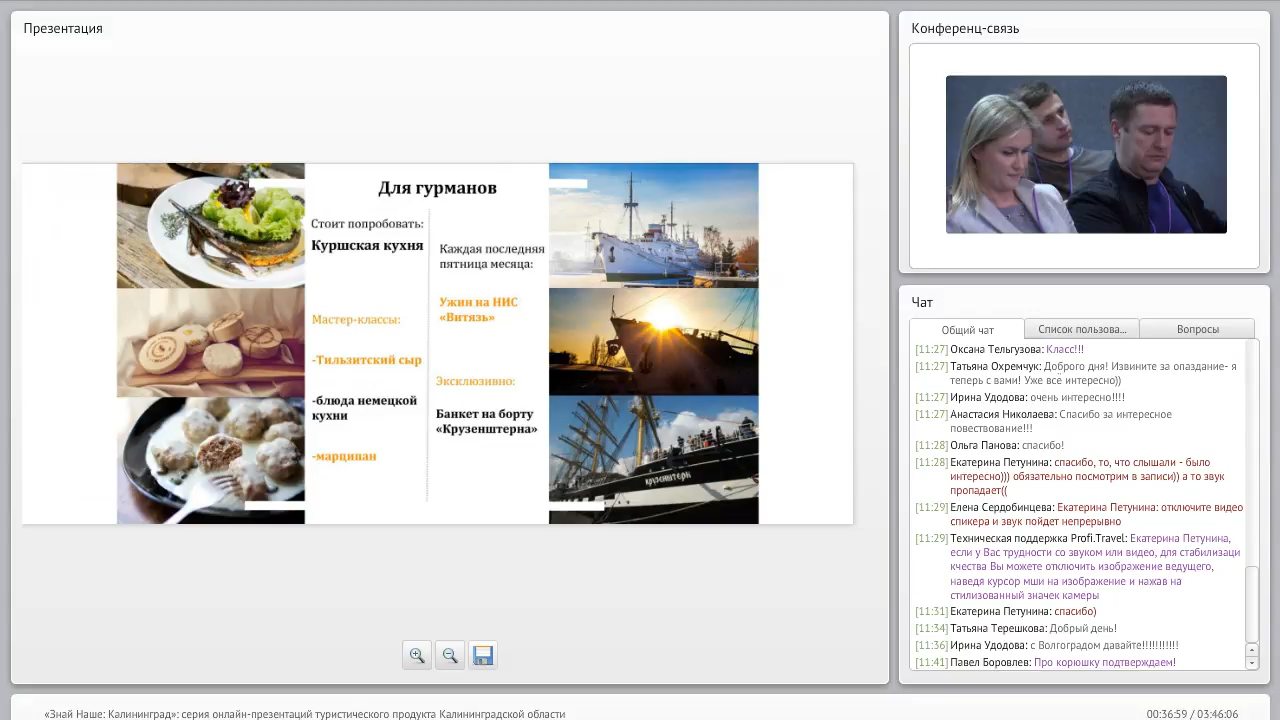 Презентация
Для гурманов
Стоит попробовать:
Куршская кухня
Мастер-классы:
-Тильзитский сыр
-блюда немецкой
кухни
-марципан
Каждая последняя
пятница месяца:
Ужин на НИС
«Витязь»
Эксклюзивно:
Банкет на борту
«Крузенштерна»
крузенштерн
Конференц-связь
Чат
Общий чат
Список пользова...
Вопросы
[11:27] Оксана Тельгузова: Класс!!!
[11:27] Татьяна Охремчук: Доброго дня! Извините за опаздание- я
теперь с вами! Уже всё интересно))
[11:27] Ирина Удодова: очень интересно!!!!
[11:27] Анастасия Николаева: Спасибо за интересное
повествование!!!
[11:28] Ольга Панова: спасибо!
[11:28] Екатерина Петунина: спасибо, то, что слышали - было
интересно))) обязательно посмотрим в записи)) а то звук
пропадает((
[11:29] Елена Сердобинцева: Екатерина Петунина: отключите видео
спикера и звук пойдет непрерывно
[11:29] Техническая поддержка Profi.Travel: Екатерина Петунина,
если у Вас трудности со звуком или видео, для стабилизаци
кчества Вы можете отключить изображение ведущего,
наведя курсор мши на изображение и нажав на
стилизованный значек камеры
[11:31] Екатерина Петунина: спасибо)
[11:34] Татьяна Терешкова: Добрый день!
[11:36] Ирина Удодова: с Волгоградом давайте!!!!!!!!!!!
[11:41] Павел Боровлев: Про корюшку подтверждаем!
«Знай Наше: Калининград»: серия онлайн-презентаций туристического продукта Калининградской области
00:36:59 / 03:46:06